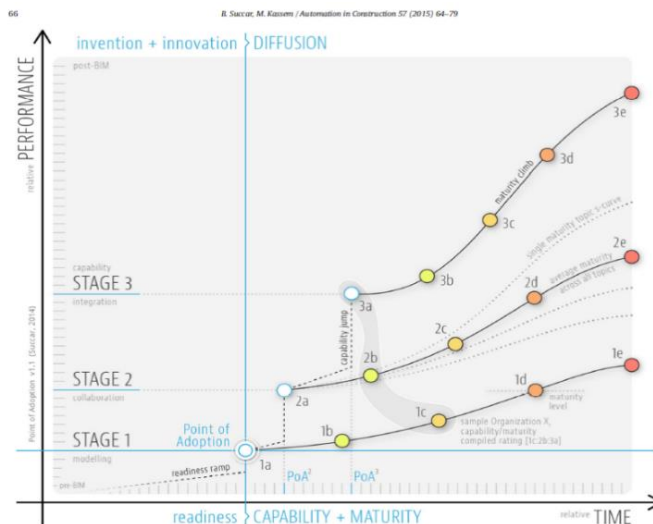 66
B. Succar, M. Kassem / Automation in Construction 57 (2015) 64–79
invention + innovation DIFFUSION
post-BIM
PERFORMANCE
relative
3e
3d
maturity climb
3c
single maturity topic s-curve
2e
3b
average maturity
across all topics
capability
STAGE 3
integration
3a
2d
capability jump
2c
Point of Adoption v1.1 (Succar, 2014)
2b
1e
STAGE 2
collaboration
2a
1d
maturity
level
1c
Point of
Adoption
1b
sample Organization X,
capability/maturity
compiled rating [1c:2b:3a]
STAGE 1
modelling
1a
readiness ramp
PoA²
PoA³
pre-BIM
readiness CAPABILITY + MATURITY
relative TIME